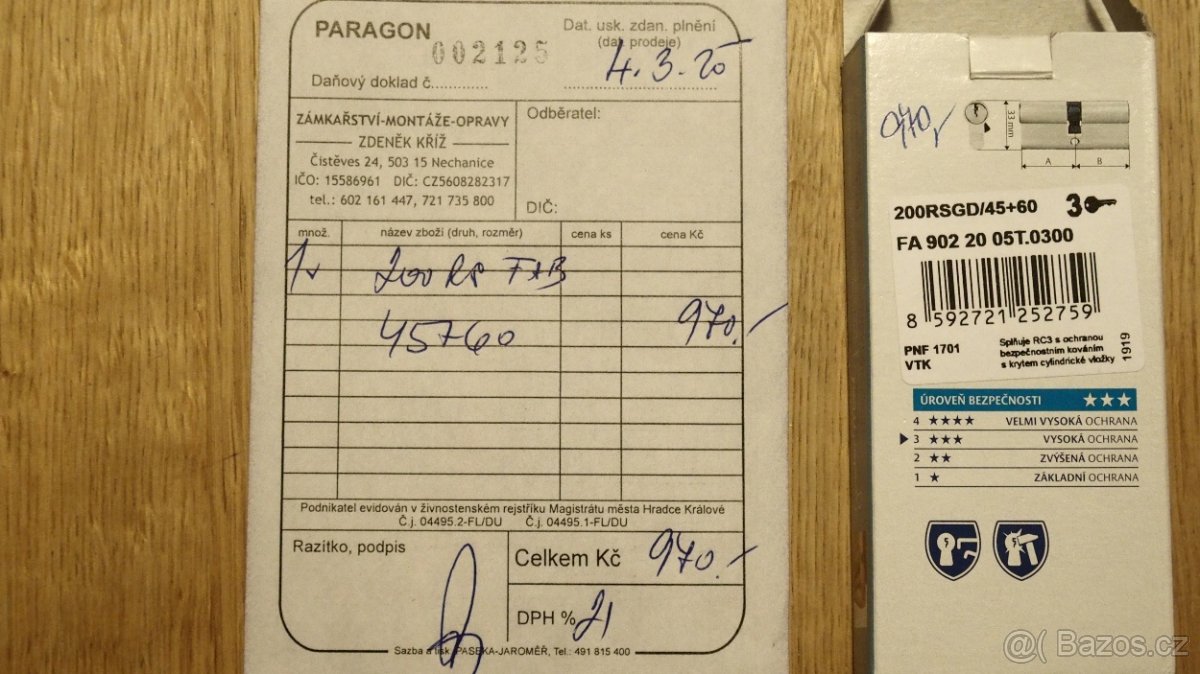 PARAGON
002125
Daňový doklad č.
Dat. usk. zdan. plnění
(dat. prodeje)
4.3.20
ZÁMKAŘSTVÍ-MONTÁŽE-OPRAVY
ZDENĚK KŘÍŽ
Čistěves 24, 503 15 Nechanice
IČO: 15586961 DIČ: CZ5608282317
tel.: 602 161 447, 721 735 800
Odběratel:
DIČ:
množ. název zboží (druh, rozměr) cena ks cena Kč
1x 200 RS FAB
45+60 970.-
Podnikatel evidován v živnostenském rejstříku Magistrátu města Hradce Králové
Č.j. 04495.2-FL/DU Č.j. 04495.1-FL/DU
Razítko, podpis
Celkem Kč 970.-
DPH % 21
Sazba a tisk PASEKA-JAROMĚŘ, Tel.: 491 815 400
970,-
33 mm
A B
200RSGD/45+60 3
FA 902 20 05T.0300
8 592721 252759
PNF 1701
VTK
Splňuje RC3 s ochranou
bezpečnostním kováním
s krytem cylindrické vložky
1919
ÚROVEŇ BEZPEČNOSTI ★★★
4 ★★★★ VELMI VYSOKÁ OCHRANA
3 ★★★ VYSOKÁ OCHRANA
2 ★★ ZVÝŠENÁ OCHRANA
1 ★ ZÁKLADNÍ OCHRANA
@( Bazos.cz